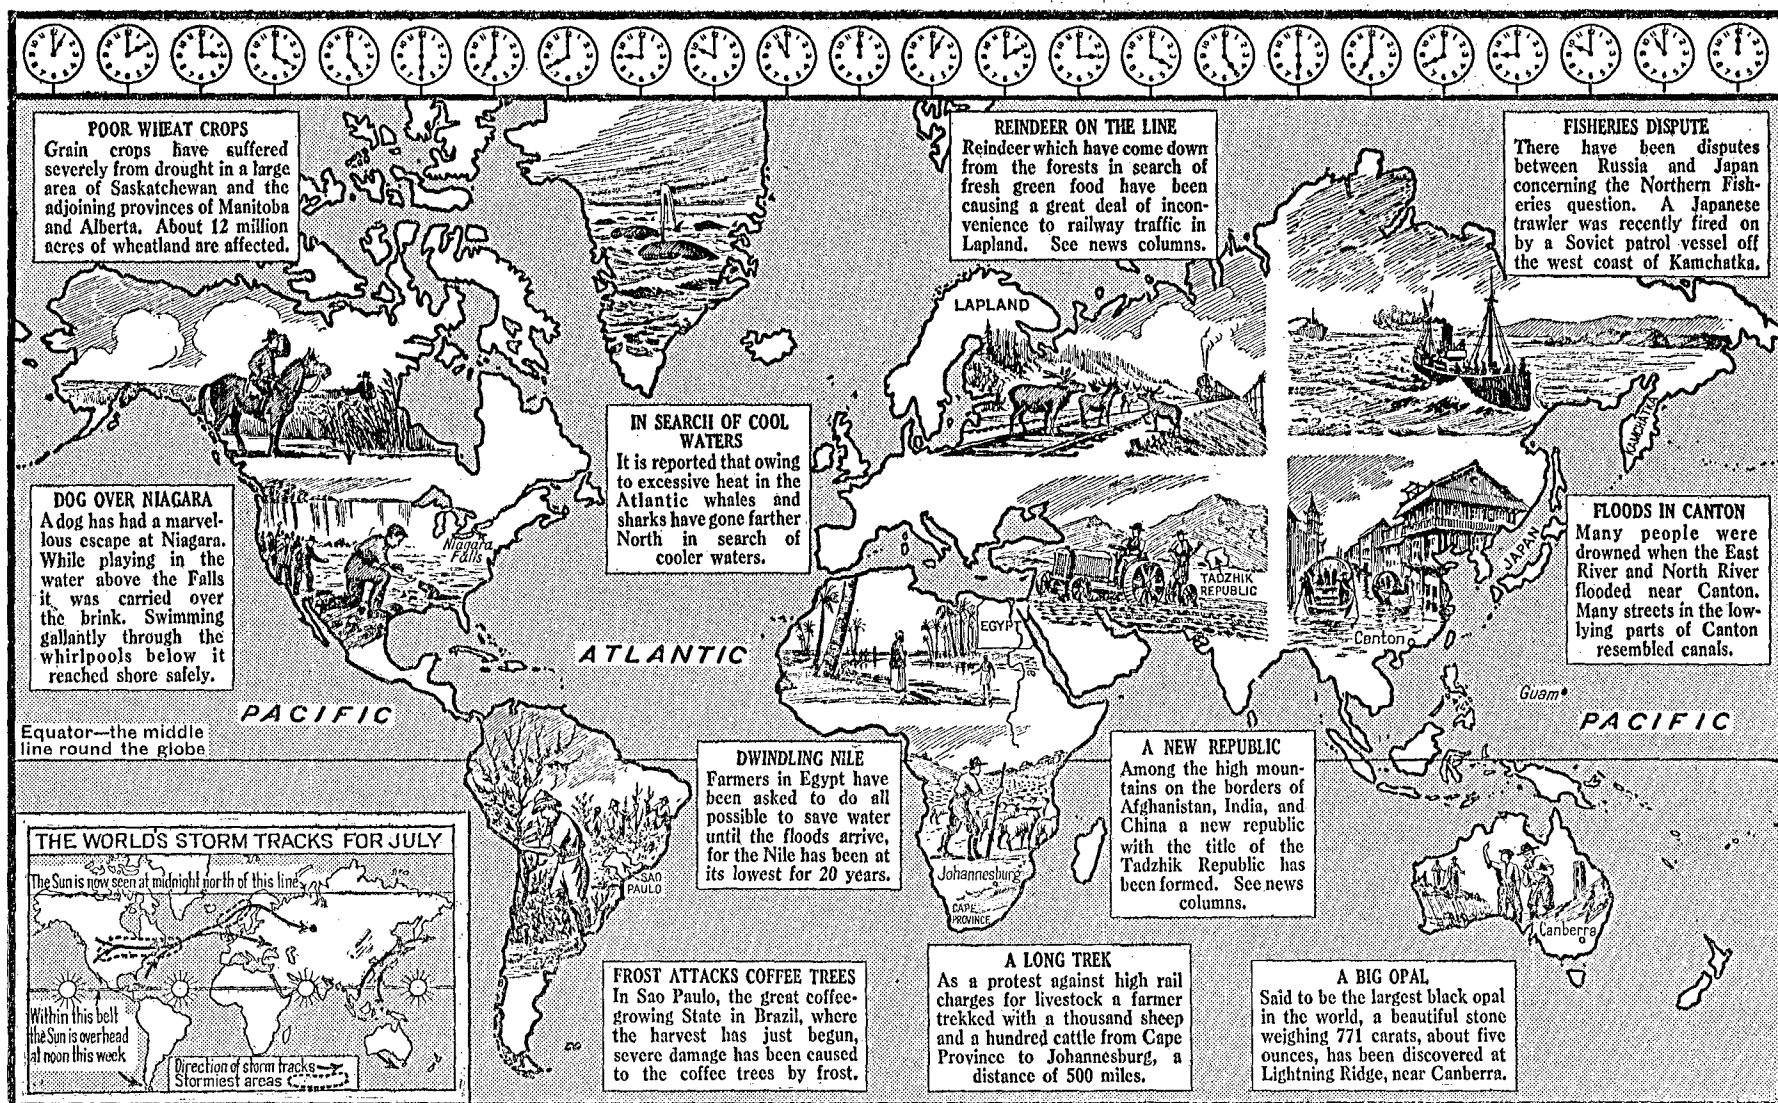 POOR WHEAT CROPS
Grain crops have suffered
severely from drought in a large
area of Saskatchewan and the
adjoining provinces of Manitoba
and Alberta. About 12 million
acres of wheatland are affected.
REINDEER ON THE LINE
Reindeer which have come down
from the forests in search of
fresh green food have been
causing a great deal of incon-
venience to railway traffic in
Lapland. See news columns.
FISHERIES DISPUTE
There have been disputes
between Russia and Japan
concerning the Northern Fish-
eries question. A Japanese
trawler was recently fired on
by a Soviet patrol vessel off
the west coast of Kamchatka.
LAPLAND
KAMCHATKA
IN SEARCH OF COOL
WATERS
It is reported that owing
to excessive heat in the
Atlantic whales and
sharks have gone farther
North in search of
cooler waters.
DOG OVER NIAGARA
A dog has had a marvel-
lous escape at Niagara.
While playing in the
water above the Falls
it was carried over
the brink. Swimming
gallantly through the
whirlpools below it
reached shore safely.
Niagara
Falls
FLOODS IN CANTON
Many people were
drowned when the East
River and North River
flooded near Canton.
Many streets in the low-
lying parts of Canton
resembled canals.
JAPAN
TADZHIK
REPUBLIC
EGYPT
Canton
ATLANTIC
PACIFIC
Guam
PACIFIC
Equator—the middle
line round the globe
DWINDLING NILE
Farmers in Egypt have
been asked to do all
possible to save water
until the floods arrive,
for the Nile has been at
its lowest for 20 years.
A NEW REPUBLIC
Among the high moun-
tains on the borders of
Afghanistan, India, and
China a new republic
with the title of the
Tadzhik Republic has
been formed. See news
columns.
SAO
PAULO
Johannesburg
CAPE
PROVINCE
Canberra
THE WORLD'S STORM TRACKS FOR JULY
The Sun is now seen at midnight north of this line
Within this belt
the Sun is overhead
at noon this week
Direction of storm tracks
Stormiest areas
FROST ATTACKS COFFEE TREES
In Sao Paulo, the great coffee-
growing State in Brazil, where
the harvest has just begun,
severe damage has been caused
to the coffee trees by frost.
A LONG TREK
As a protest against high rail
charges for livestock a farmer
trekked with a thousand sheep
and a hundred cattle from Cape
Province to Johannesburg, a
distance of 500 miles.
A BIG OPAL
Said to be the largest black opal
in the world, a beautiful stone
weighing 771 carats, about five
ounces, has been discovered at
Lightning Ridge, near Canberra.